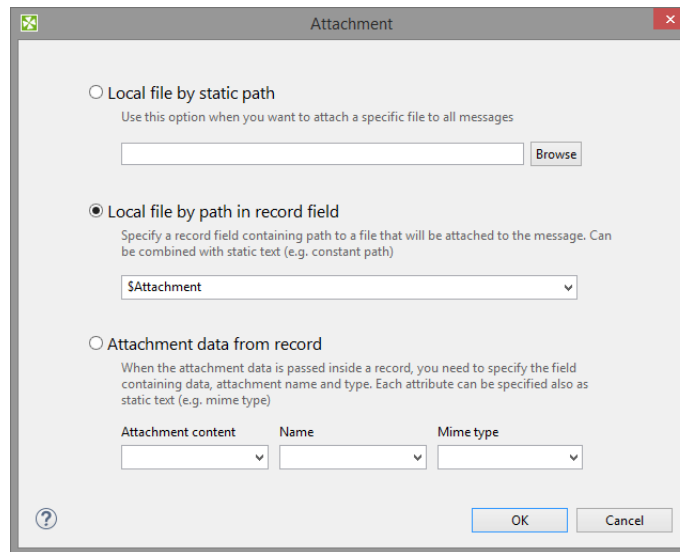 Attachment
Local file by static path
Use this option when you want to attach a specific file to all messages
Browse
Local file by path in record field
Specify a record field containing path to a file that will be attached to the message. Can
be combined with static text (e.g. constant path)
$Attachment
Attachment data from record
When the attachment data is passed inside a record, you need to specify the field
containing data, attachment name and type. Each attribute can be specified also as
static text (e.g. mime type)
Attachment content Name Mime type
OK Cancel